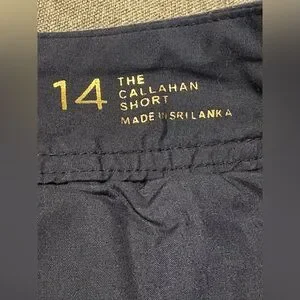 14 THE
CALLAHAN
SHORT
MADE IN SRI LANKA